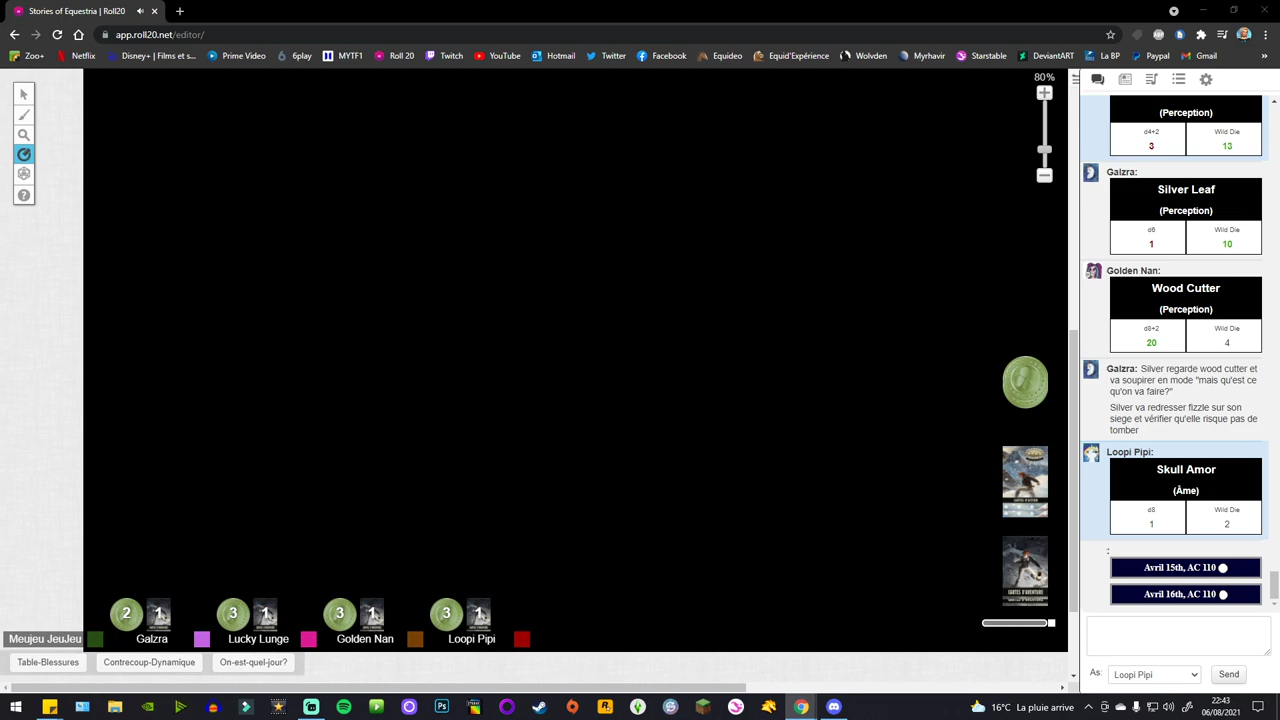 Stories of Equestria | Roll20
app.roll20.net/editor/
Zoo+ Netflix Disney+ | Films et s... Prime Video 6play MYTF1 Roll 20 Twitch YouTube Hotmail Twitter Facebook Equideo Equid'Expérience Wolvden Myrhavir Starstable DeviantART La BP Paypal Gmail
80%
(Perception)
d4+2 Wild Die
3 13
Galzra:
Silver Leaf
(Perception)
d6 Wild Die
1 10
Golden Nan:
Wood Cutter
(Perception)
d8+2 Wild Die
20 4
Galzra: Silver regarde wood cutter et
va soupirer en mode "mais qu'est ce
qu'on va faire?"
Silver va redresser fizzle sur son
siege et vérifier qu'elle risque pas de
tomber
Loopi Pipi:
Skull Amor
(Âme)
d8 Wild Die
1 2
:
Avril 15th, AC 110
Avril 16th, AC 110
CARTES D'ACTION
CARTES D'AVENTURE
2 1 3 1 3 1 3 1
Meujeu JeuJeu Galzra Lucky Lunge Golden Nan Loopi Pipi
Table-Blessures Contrecoup-Dynamique On-est-quel-jour?
As: Loopi Pipi Send
16°C La pluie arrive
22:43
06/08/2021